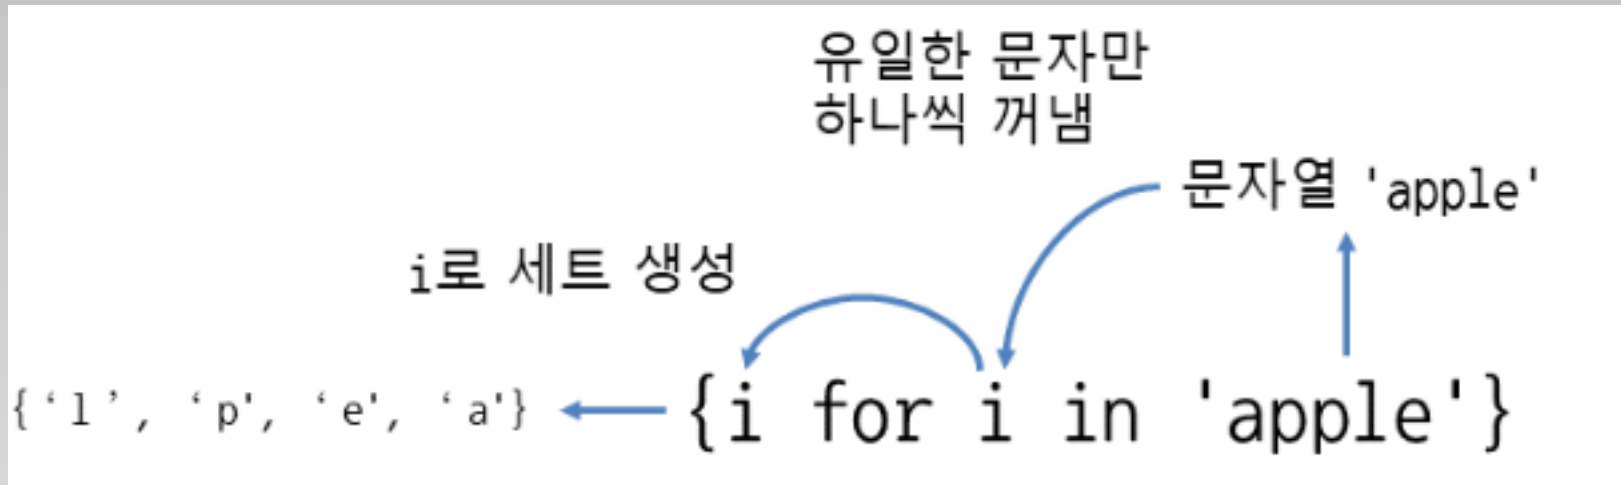 유일한 문자만
하나씩 꺼냄
문자열 'apple'
i로 세트 생성
{‘l’, ‘p', ‘e', ‘a'}
{i for i in 'apple'}